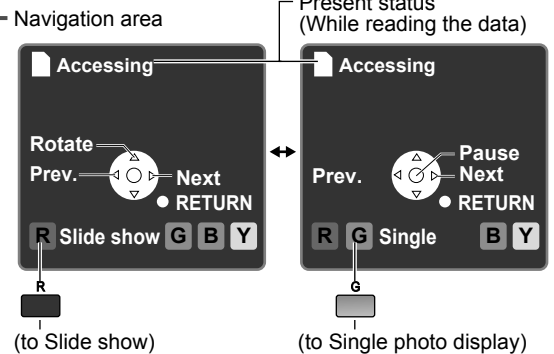 Present status
Navigation area
(While reading the data)
Accessing
Rotate
Prev.
Next
RETURN
R Slide show G B Y
R
(to Slide show)
Accessing
Pause
Prev.
Next
RETURN
R G Single B Y
G
(to Single photo display)